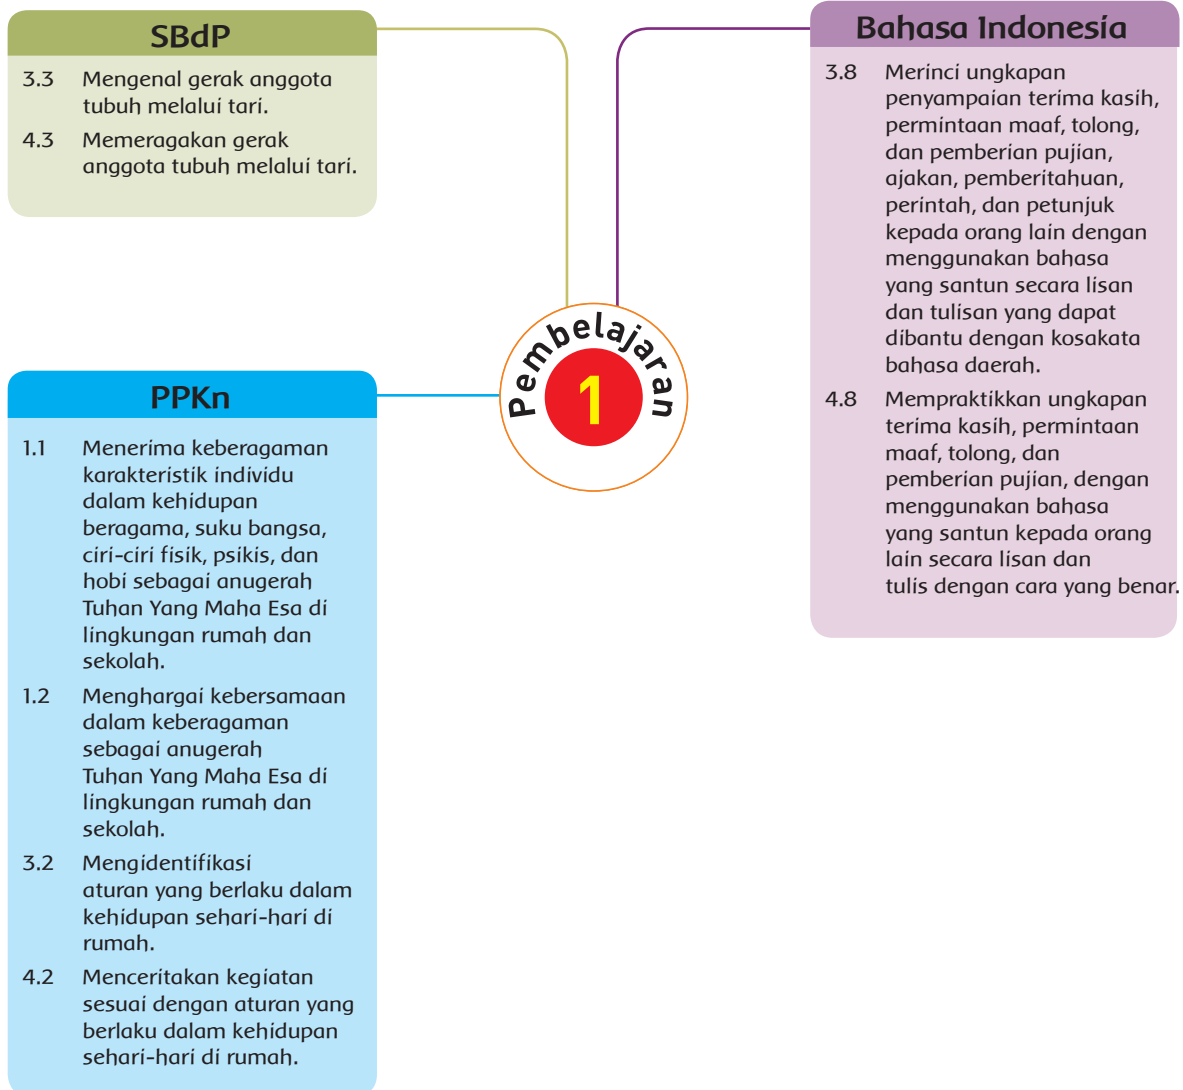 SBdP
3.3 Mengenal gerak anggota
tubuh melalui tari.
4.3 Memeragakan gerak
anggota tubuh melalui tari.
Bahasa Indonesia
3.8 Merinci ungkapan
penyampaian terima kasih,
permintaan maaf, tolong,
dan pemberian pujian,
ajakan, pemberitahuan,
perintah, dan petunjuk
kepada orang lain dengan
menggunakan bahasa
yang santun secara lisan
dan tulisan yang dapat
dibantu dengan kosakata
bahasa daerah.
4.8 Mempraktikkan ungkapan
terima kasih, permintaan
maaf, tolong, dan
pemberian pujian, dengan
menggunakan bahasa
yang santun kepada orang
lain secara lisan dan
tulis dengan cara yang benar.
Pembelajaran
1
PPKn
1.1 Menerima keberagaman
karakteristik individu
dalam kehidupan
beragama, suku bangsa,
ciri-ciri fisik, psikis, dan
hobi sebagai anugerah
Tuhan Yang Maha Esa di
lingkungan rumah dan
sekolah.
1.2 Menghargai kebersamaan
dalam keberagaman
sebagai anugerah
Tuhan Yang Maha Esa di
lingkungan rumah dan
sekolah.
3.2 Mengidentifikasi
aturan yang berlaku dalam
kehidupan sehari-hari di
rumah.
4.2 Menceritakan kegiatan
sesuai dengan aturan yang
berlaku dalam kehidupan
sehari-hari di rumah.